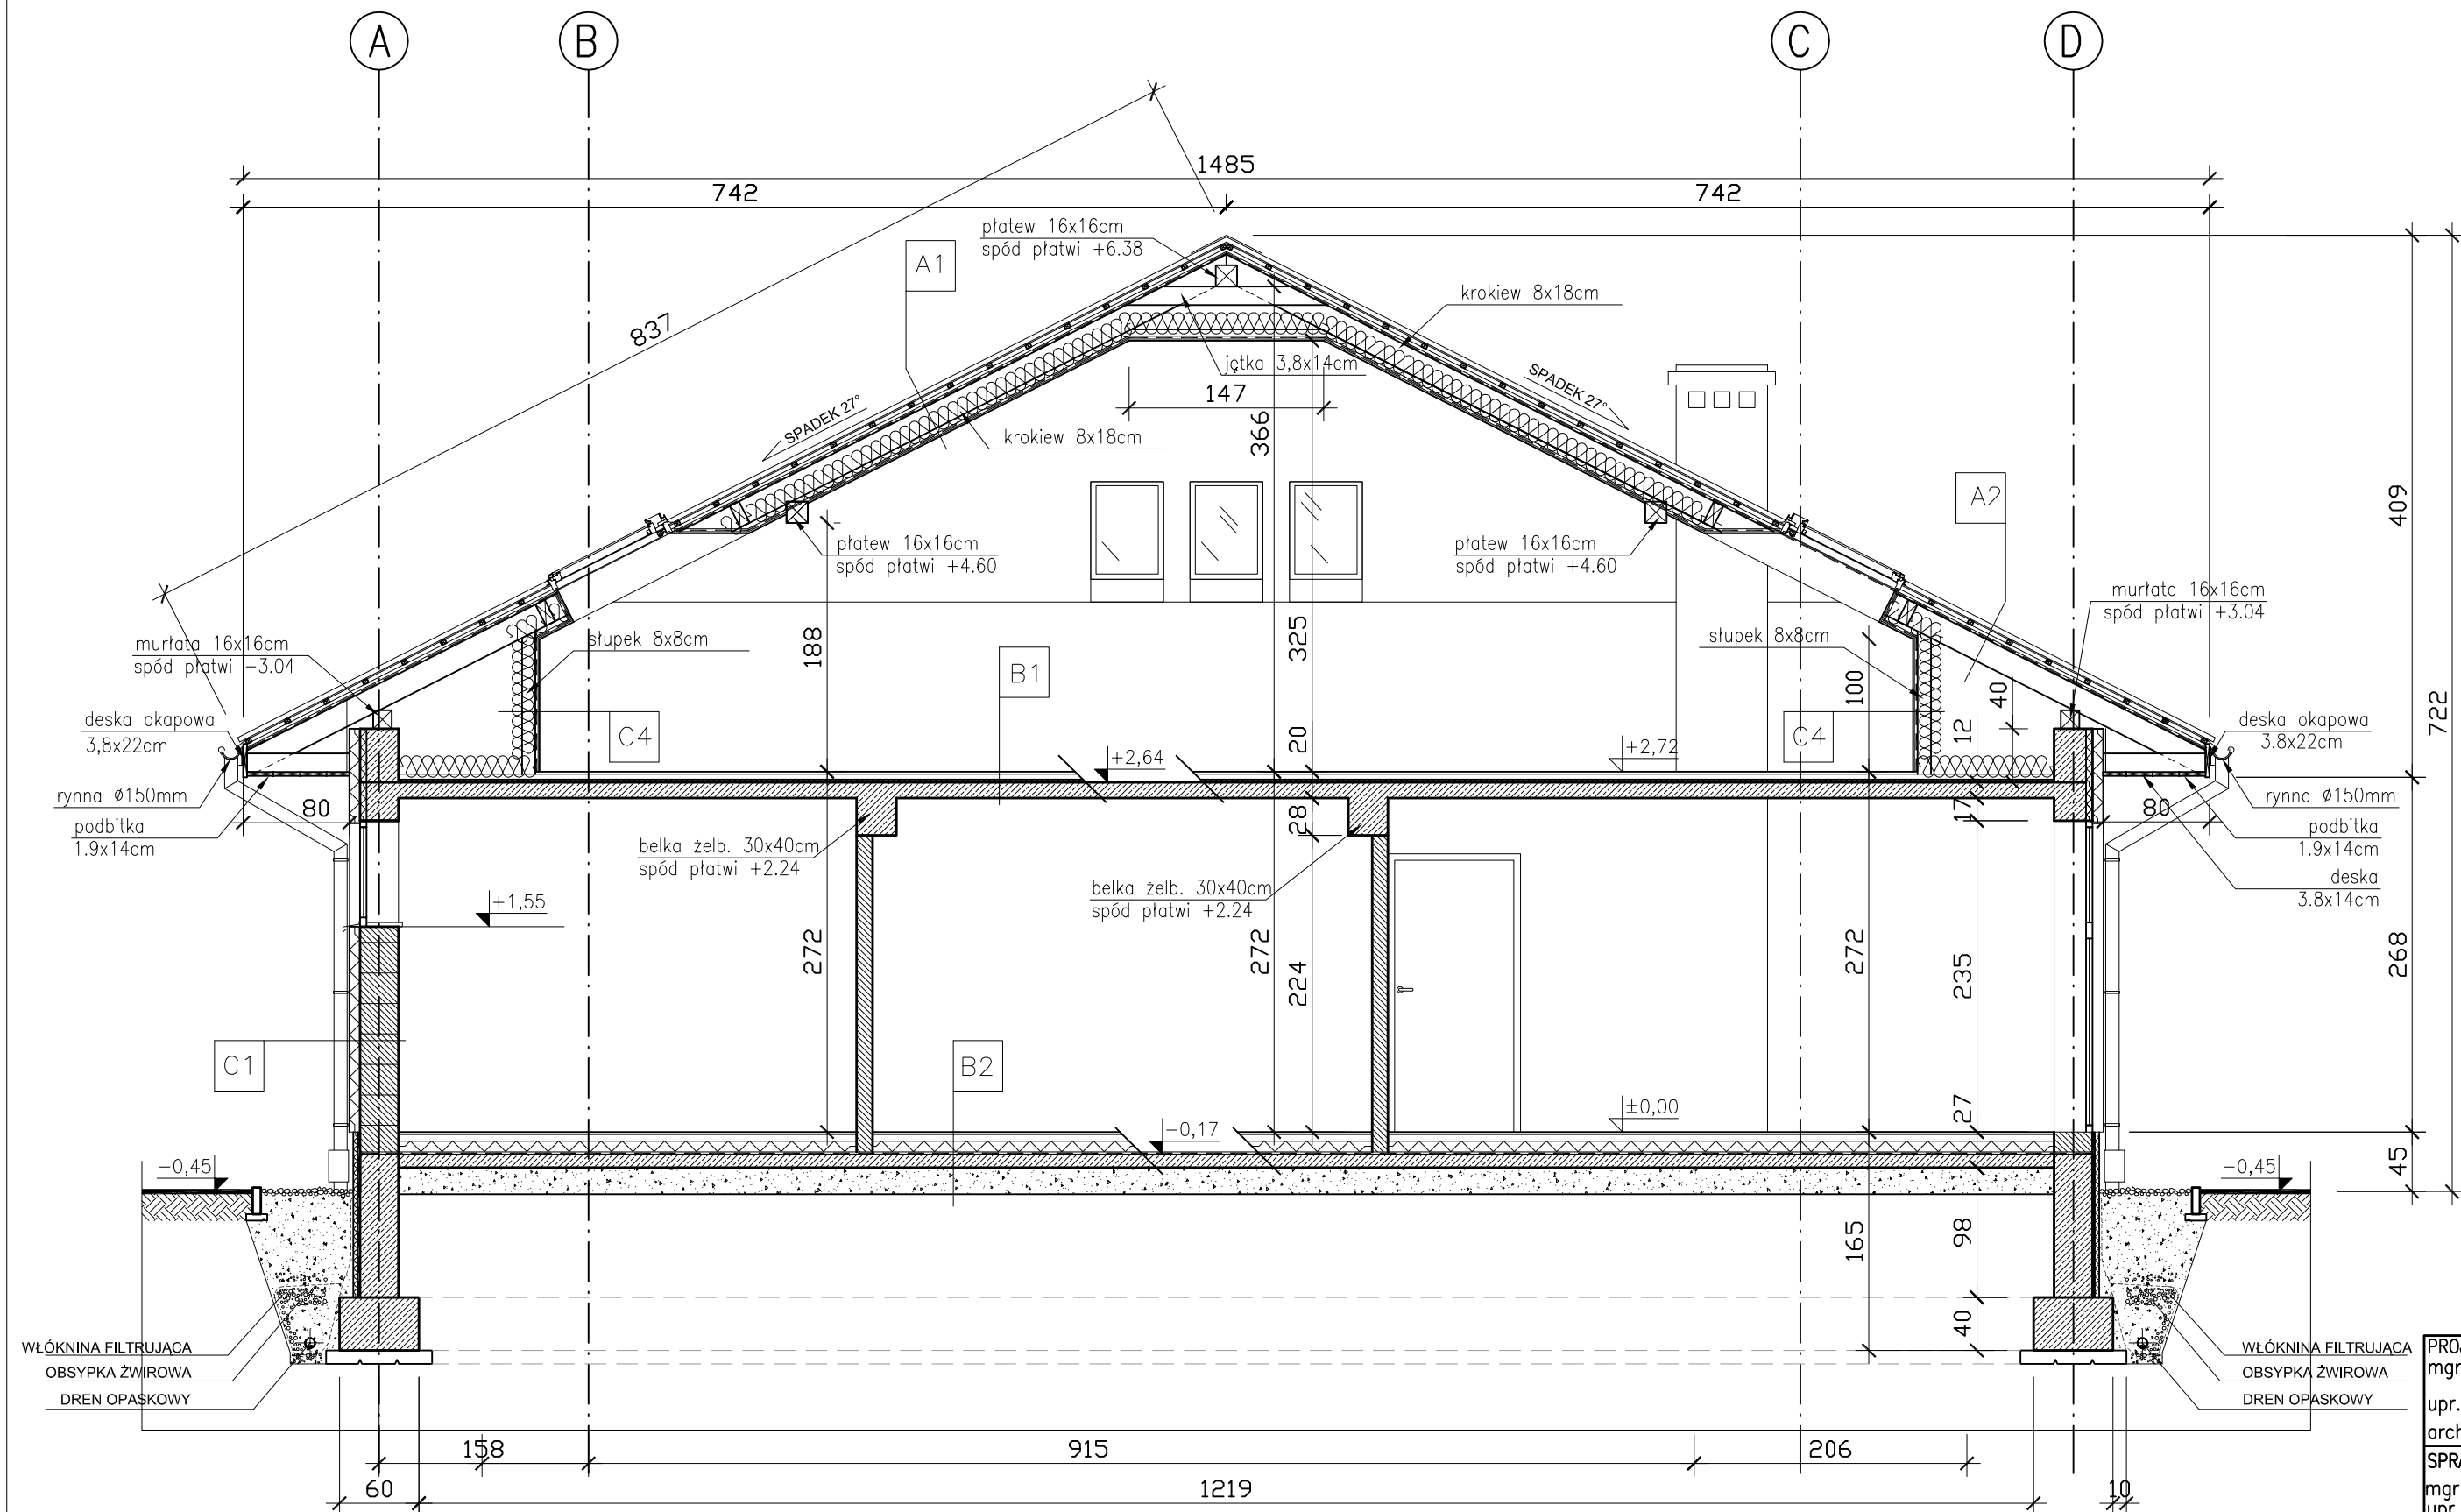 A
B
C
D
1485
742
742
837
płatew 16x16cm
spód płatwi +6.38
A1
krokiew 8x18cm
jętka 3,8x14cm
147
366
SPADEK 27°
SPADEK 27°
krokiew 8x18cm
A2
409
722
płatew 16x16cm
spód płatwi +4.60
płatew 16x16cm
spód płatwi +4.60
murłata 16x16cm
spód płatwi +3.04
murłata 16x16cm
spód płatwi +3.04
słupek 8x8cm
słupek 8x8cm
188
325
B1
100
40
deska okapowa
3,8x22cm
C4
C4
deska okapowa
3.8x22cm
20
12
+2,64
+2,72
rynna ø150mm
80
28
17
80
rynna ø150mm
podbitka
1.9x14cm
podbitka
1.9x14cm
belka żelb. 30x40cm
spód płatwi +2.24
belka żelb. 30x40cm
spód płatwi +2.24
deska
3.8x14cm
+1,55
272
272
224
272
235
268
C1
B2
±0,00
27
-0,17
-0,45
-0,45
45
165
98
40
WŁÓKNINA FILTRUJĄCA
OBSYPKA ŻWIROWA
DREN OPASKOWY
WŁÓKNINA FILTRUJĄCA
OBSYPKA ŻWIROWA
DREN OPASKOWY
mgr
upr.
158
915
206
60
1219
10
mgr
upr.